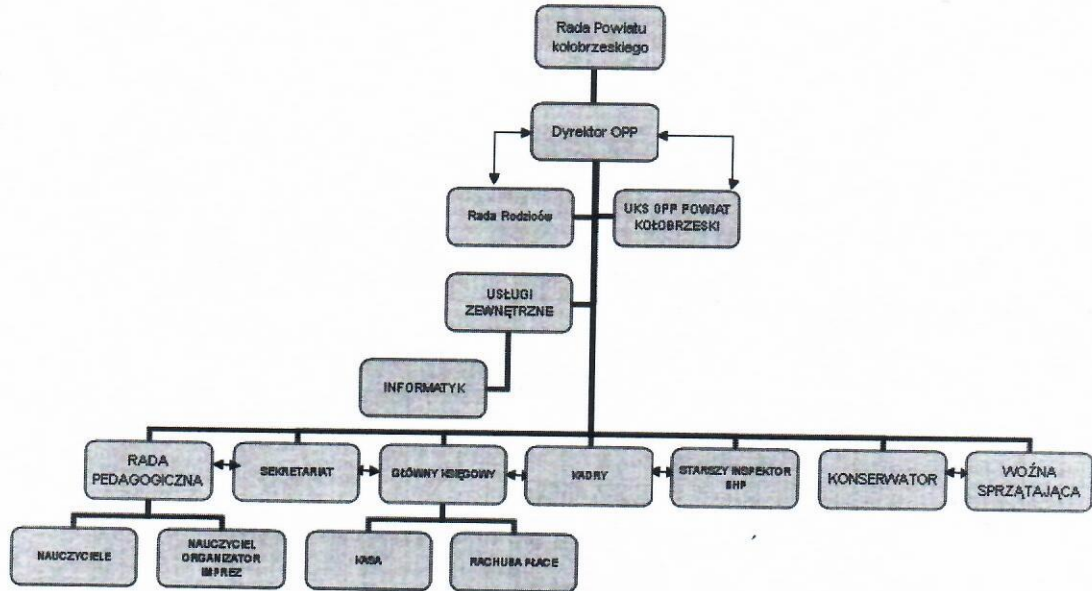 Rada Powiatu
kołobrzeskiego
Dyrektor OPP
Rada Rodziców
UKS OPP POWIAT
KOŁOBRZESKI
USŁUGI
ZEWNĘTRZNE
INFORMATYK
RADA
PEDAGOGICZNA
SEKRETARIAT
GŁÓWNY KSIĘGOWY
KADRY
STARSZY INSPEKTOR
BHP
KONSERWATOR
WOŹNA
SPRZĄTAJĄCA
NAUCZYCIELE
NAUCZYCIEL
ORGANIZATOR
IMPREZ
KASA
RACHUBA PŁACE